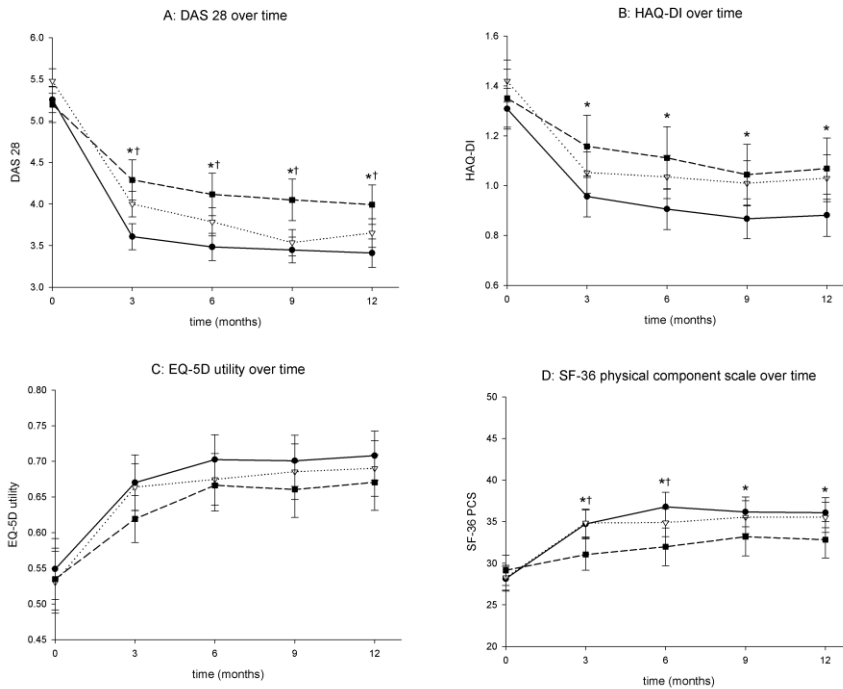 A: DAS 28 over time
6.0
5.5
5.0
4.5
4.0
3.5
3.0
DAS 28
*† *† *† *†
0 3 6 9 12
time (months)
B: HAQ-DI over time
1.6
1.4
1.2
1.0
0.8
0.6
HAQ-DI
* * * *
0 3 6 9 12
time (months)
C: EQ-5D utility over time
0.80
0.75
0.70
0.65
0.60
0.55
0.50
0.45
EQ-5D utility
0 3 6 9 12
time (months)
D: SF-36 physical component scale over time
50
45
40
35
30
25
20
SF-36 PCS
*† *† * *
0 3 6 9 12
time (months)